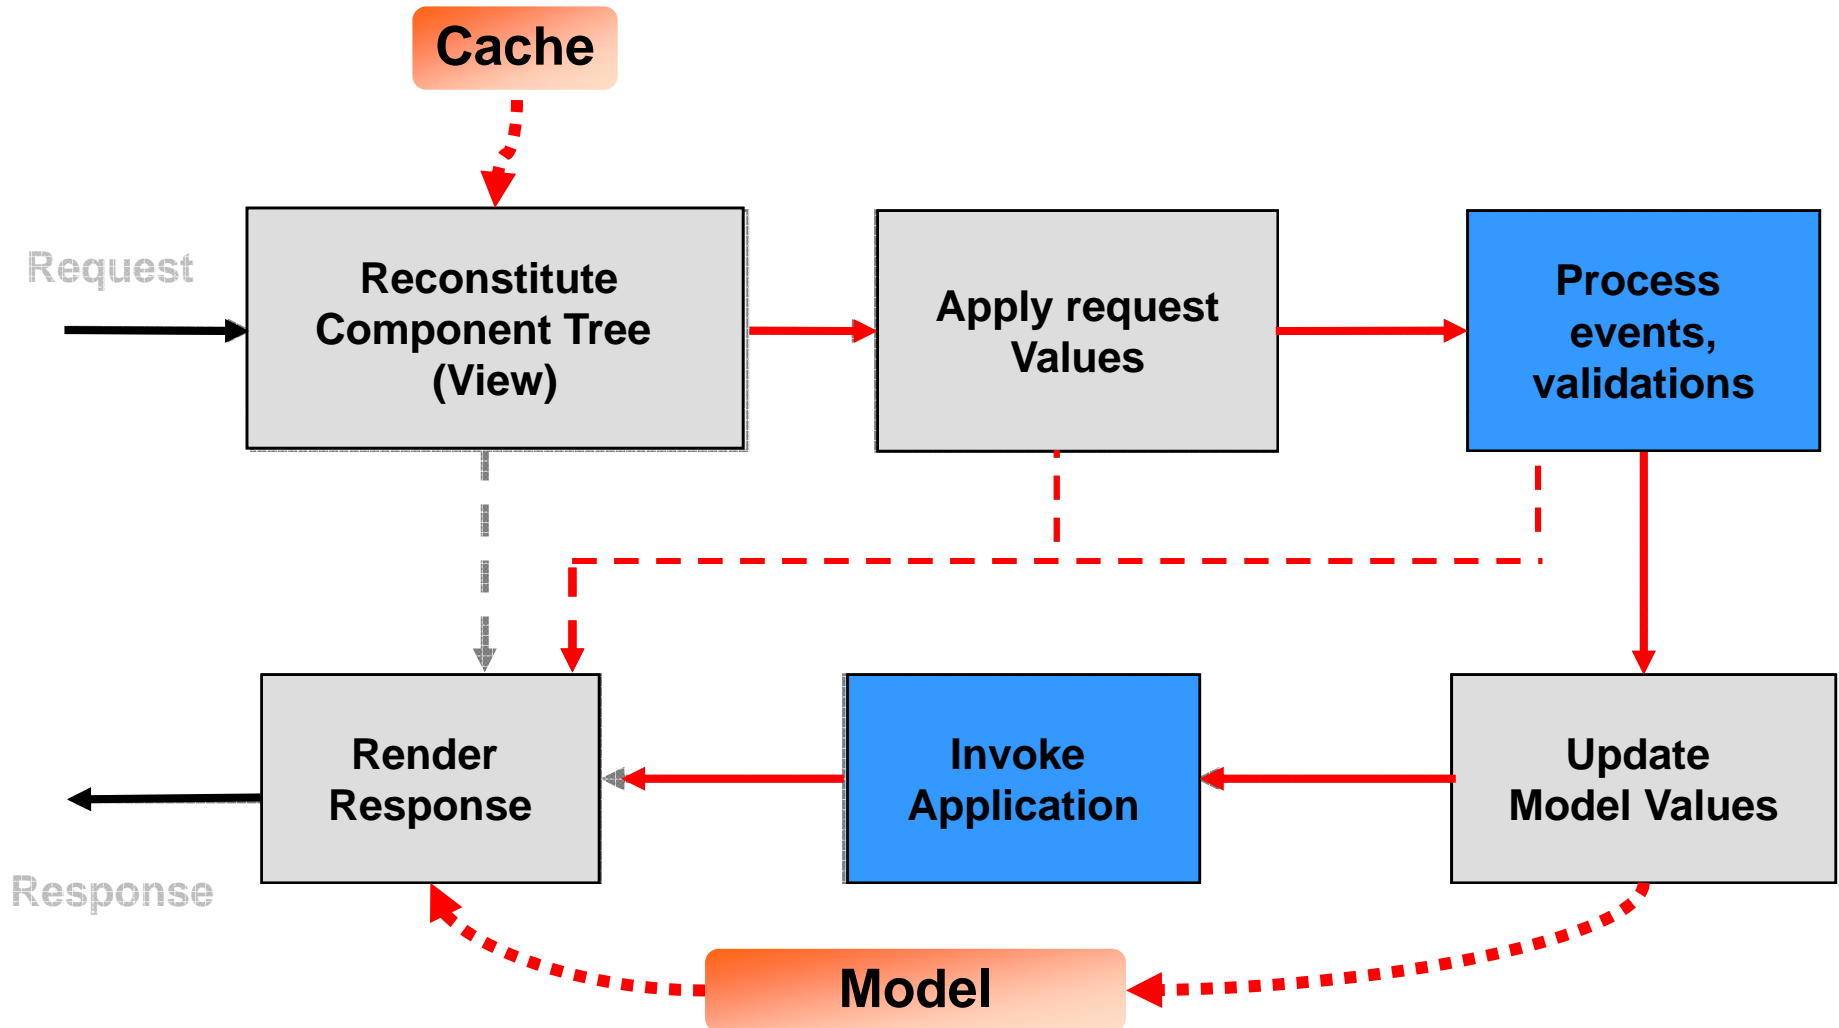 Cache
Request
Reconstitute
Component Tree
(View)
Apply request
Values
Process
events,
validations
Render
Response
Invoke
Application
Update
Model Values
Response
Model